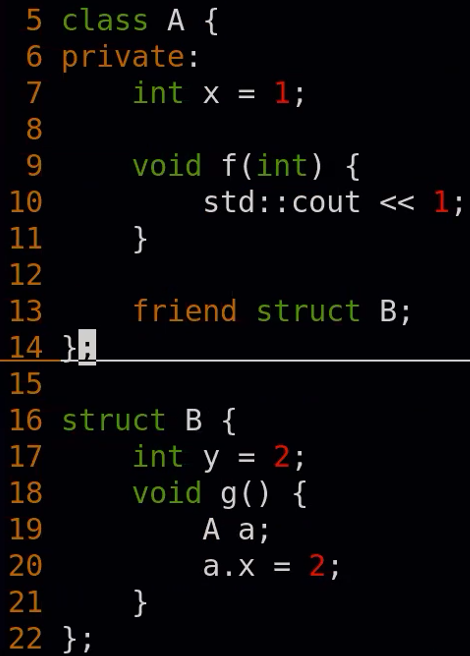 5 class A {
6 private:
7     int x = 1;
8
9     void f(int) {
10         std::cout << 1;
11     }
12
13     friend struct B;
14 };
15
16 struct B {
17     int y = 2;
18     void g() {
19         A a;
20         a.x = 2;
21     }
22 };